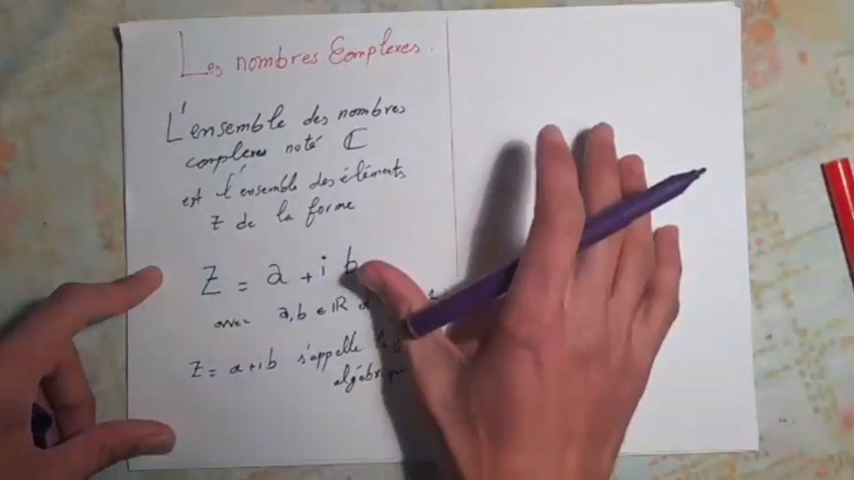 Les nombres Complexes.
L'ensemble des nombres
complexes noté ℂ
est l'ensemble des éléments
z de la forme
z = a + i b
avec a, b ∈ ℝ
z = a + ib s'appelle la
algébrique